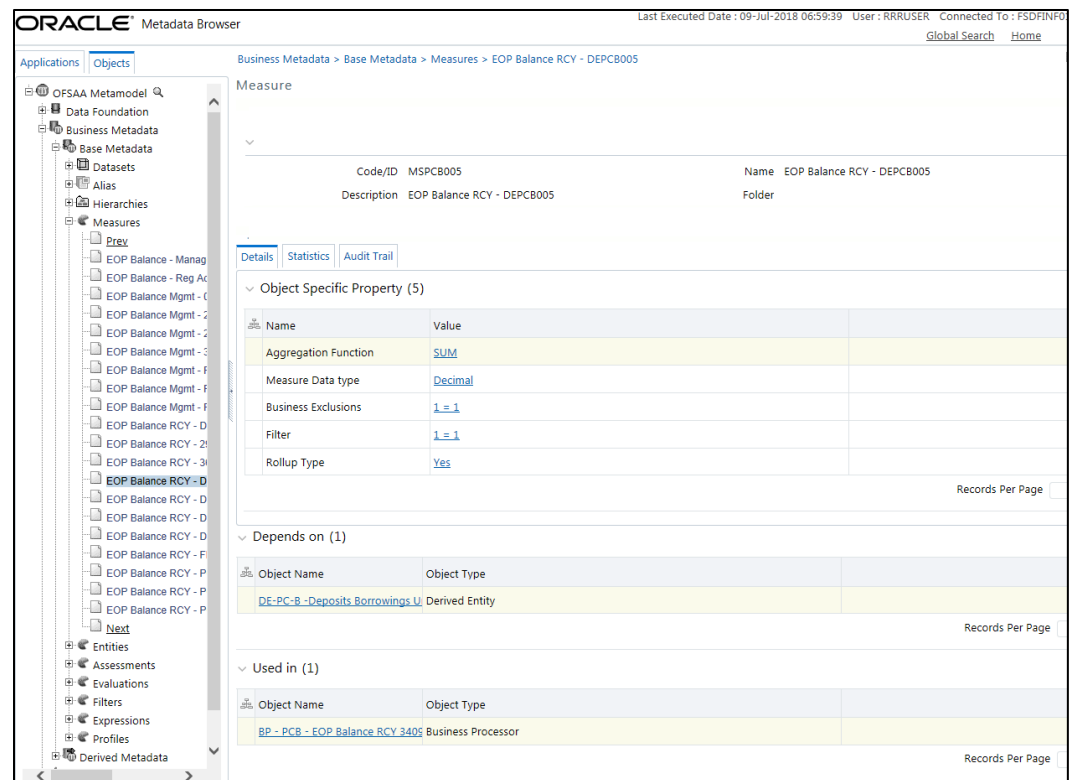 ORACLE® Metadata Browser
Last Executed Date : 09-Jul-2018 06:59:39 User : RRRUSER Connected To : FSDFINF0
Global Search Home
Applications Objects
Business Metadata > Base Metadata > Measures > EOP Balance RCY - DEPCB005
Measure
OFSAA Metamodel
Data Foundation
Business Metadata
Base Metadata
Datasets
Alias
Hierarchies
Measures
Prev
EOP Balance - Manag
EOP Balance - Reg Ac
EOP Balance Mgmt - 0
EOP Balance Mgmt - 2
EOP Balance Mgmt - 2
EOP Balance Mgmt - 3
EOP Balance Mgmt - F
EOP Balance Mgmt - F
EOP Balance Mgmt - F
EOP Balance RCY - D
EOP Balance RCY - 29
EOP Balance RCY - 30
EOP Balance RCY - D
EOP Balance RCY - D
EOP Balance RCY - D
EOP Balance RCY - D
EOP Balance RCY - FI
EOP Balance RCY - P
EOP Balance RCY - P
EOP Balance RCY - P
Next
Entities
Assessments
Evaluations
Filters
Expressions
Profiles
Derived Metadata
Code/ID MSPCB005
Name EOP Balance RCY - DEPCB005
Description EOP Balance RCY - DEPCB005
Folder
Details Statistics Audit Trail
Object Specific Property (5)
Name Value
Aggregation Function SUM
Measure Data type Decimal
Business Exclusions 1 = 1
Filter 1 = 1
Rollup Type Yes
Records Per Page
Depends on (1)
Object Name Object Type
DE-PC-B -Deposits Borrowings U Derived Entity
Records Per Page
Used in (1)
Object Name Object Type
BP - PCB - EOP Balance RCY 3409 Business Processor
Records Per Page